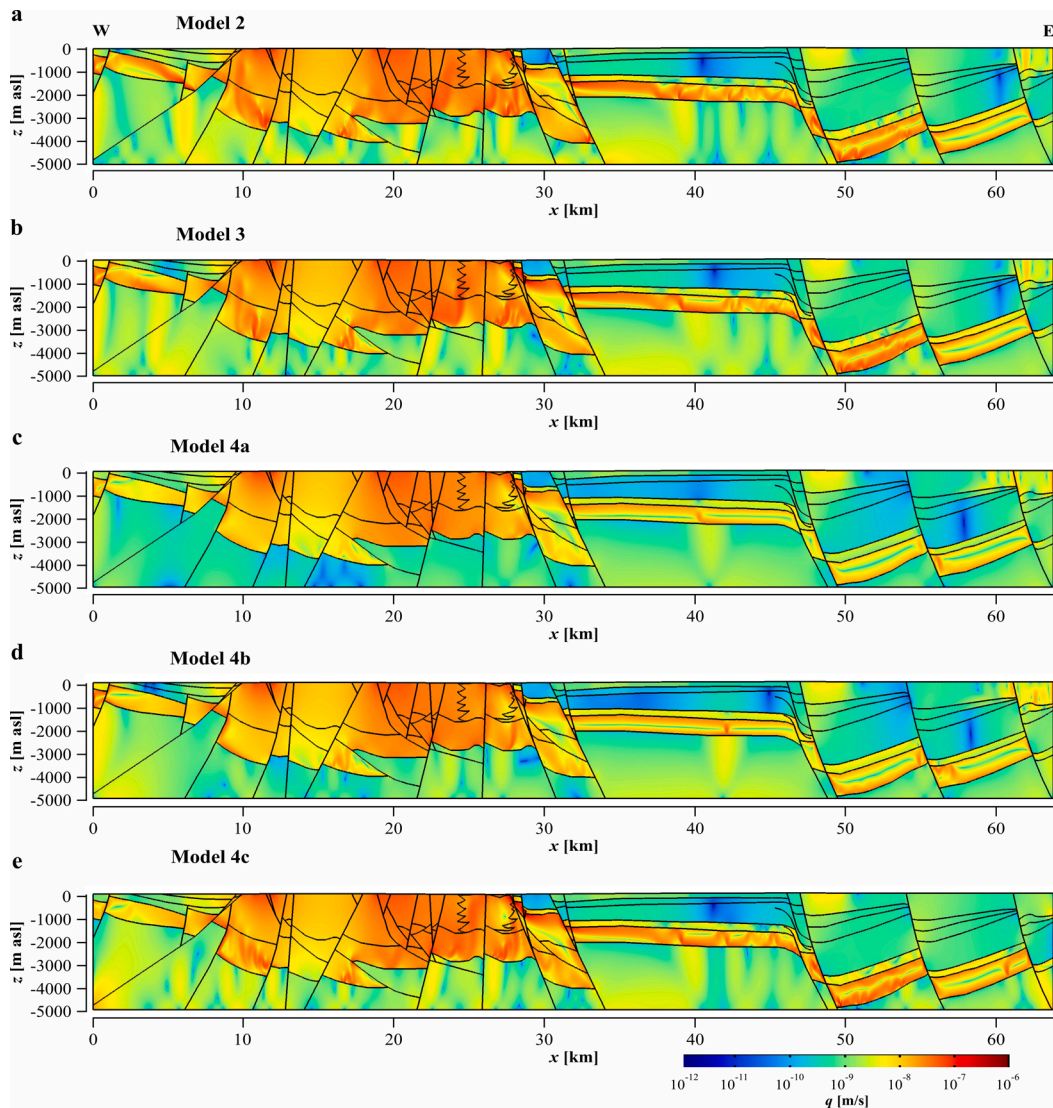 a
W Model 2 E
0
-1000
-2000
-3000
-4000
-5000
z [m asl]
0 10 20 30 40 50 60
x [km]
b
Model 3
0
-1000
-2000
-3000
-4000
-5000
z [m asl]
0 10 20 30 40 50 60
x [km]
c
Model 4a
0
-1000
-2000
-3000
-4000
-5000
z [m asl]
0 10 20 30 40 50 60
x [km]
d
Model 4b
0
-1000
-2000
-3000
-4000
-5000
z [m asl]
0 10 20 30 40 50 60
x [km]
e
Model 4c
0
-1000
-2000
-3000
-4000
-5000
z [m asl]
0 10 20 30 40 50 60
x [km]
10⁻¹² 10⁻¹¹ 10⁻¹⁰ 10⁻⁹ 10⁻⁸ 10⁻⁷ 10⁻⁶
q [m/s]